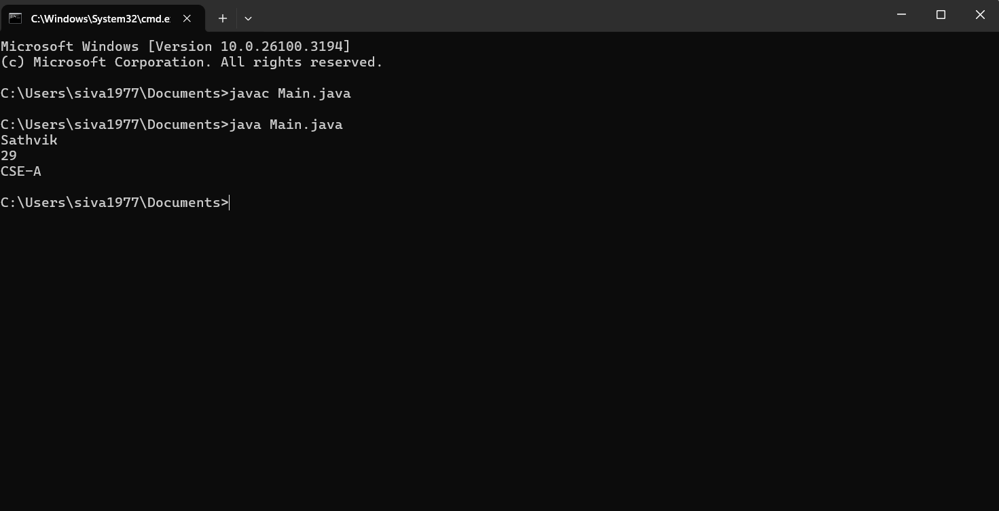 C:\Windows\System32\cmd.e
Microsoft Windows [Version 10.0.26100.3194]
(c) Microsoft Corporation. All rights reserved.
C:\Users\siva1977\Documents>javac Main.java
C:\Users\siva1977\Documents>java Main.java
Sathvik
29
CSE-A
C:\Users\siva1977\Documents>